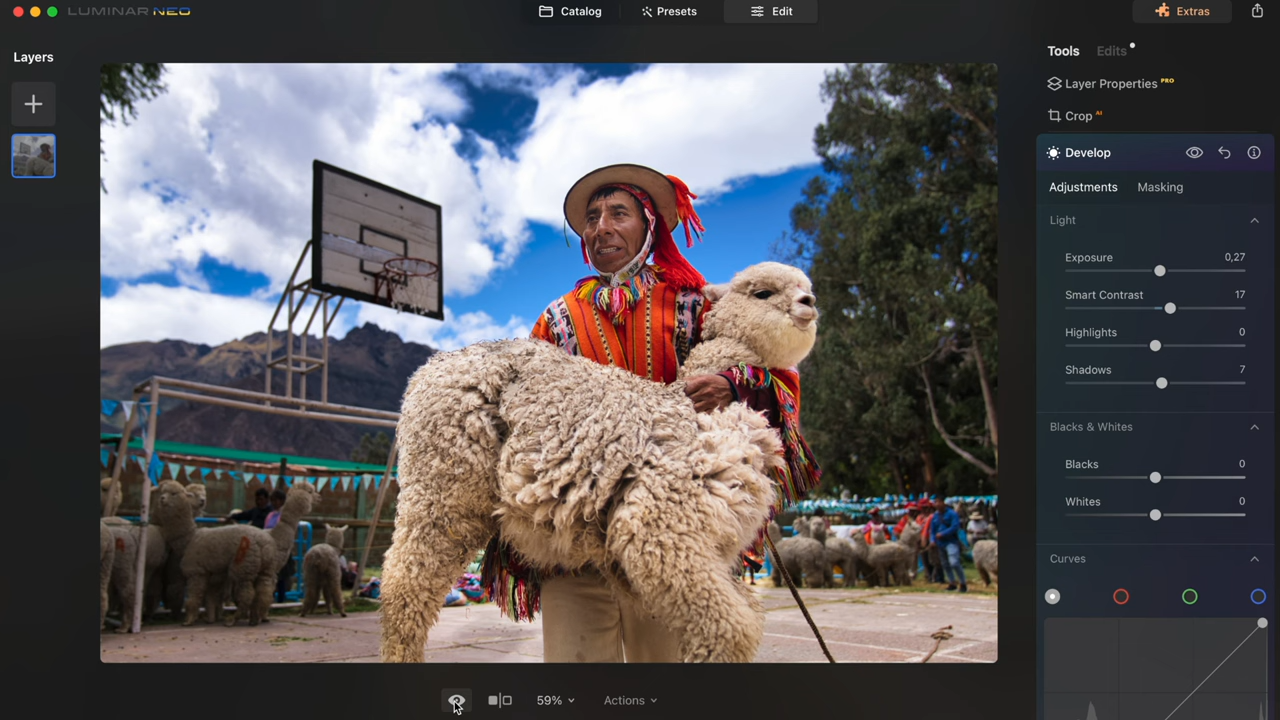 LUMINAR NEO
Catalog
Presets
Edit
Extras
Layers
Tools
Edits
Layer Properties PRO
Crop AI
Develop
Adjustments
Masking
Light
Exposure 0,27
Smart Contrast 17
Highlights 0
Shadows 7
Blacks & Whites
Blacks 0
Whites 0
Curves
59%
Actions